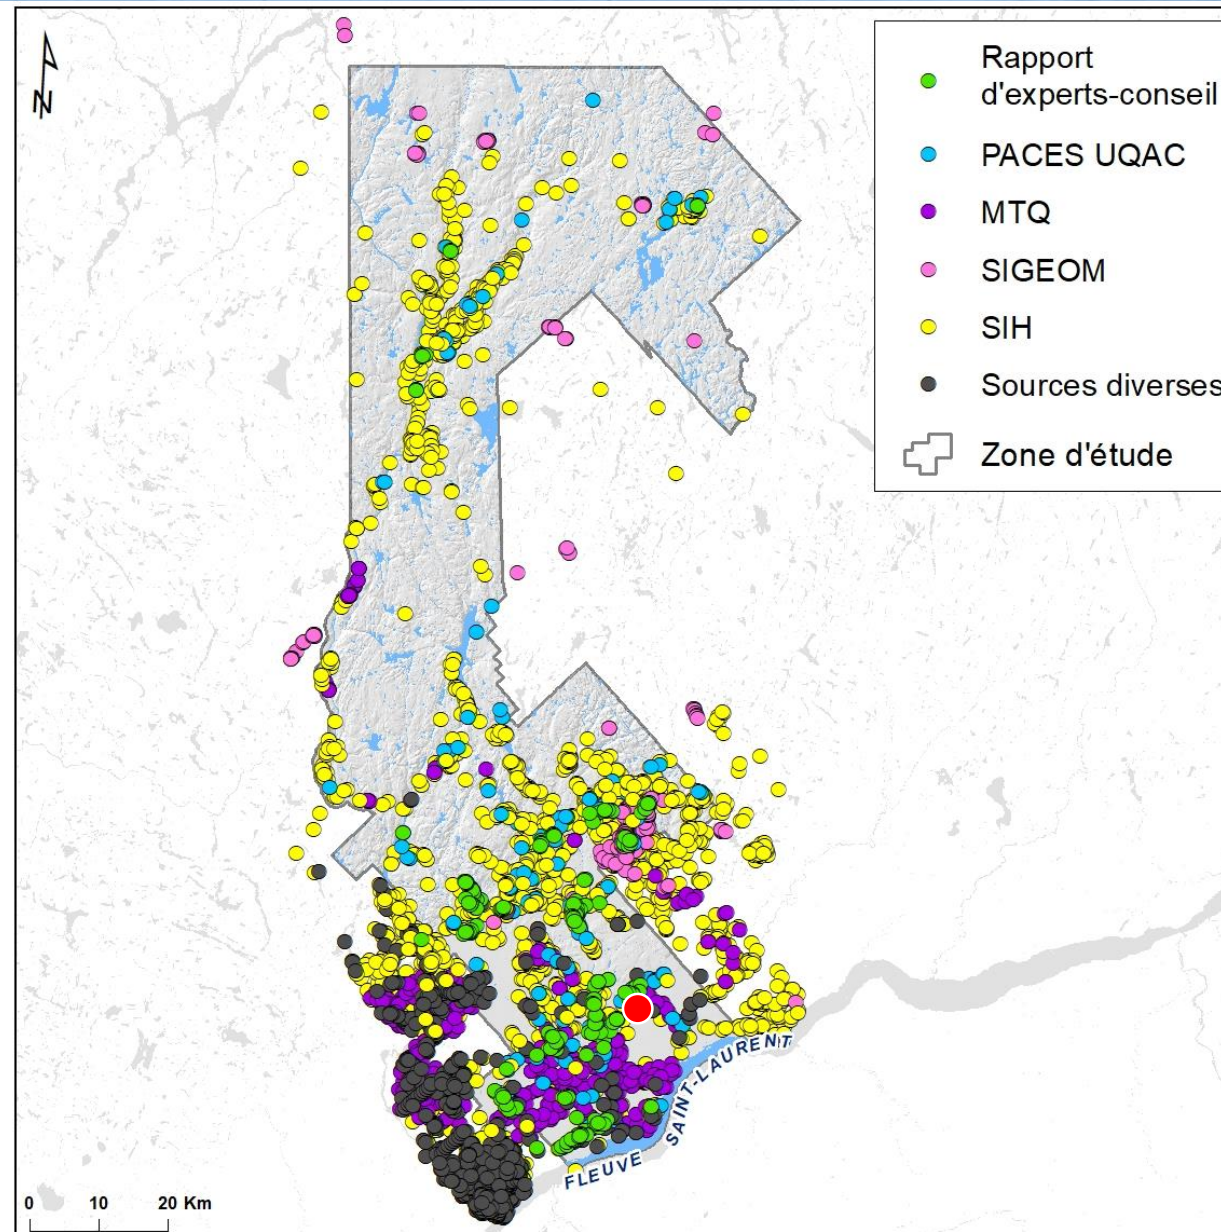 N
Rapport
d'experts-conseil
PACES UQAC
MTQ
SIGEOM
SIH
Sources diverses
Zone d'étude
FLEUVE SAINT-LAURENT
0 10 20 Km